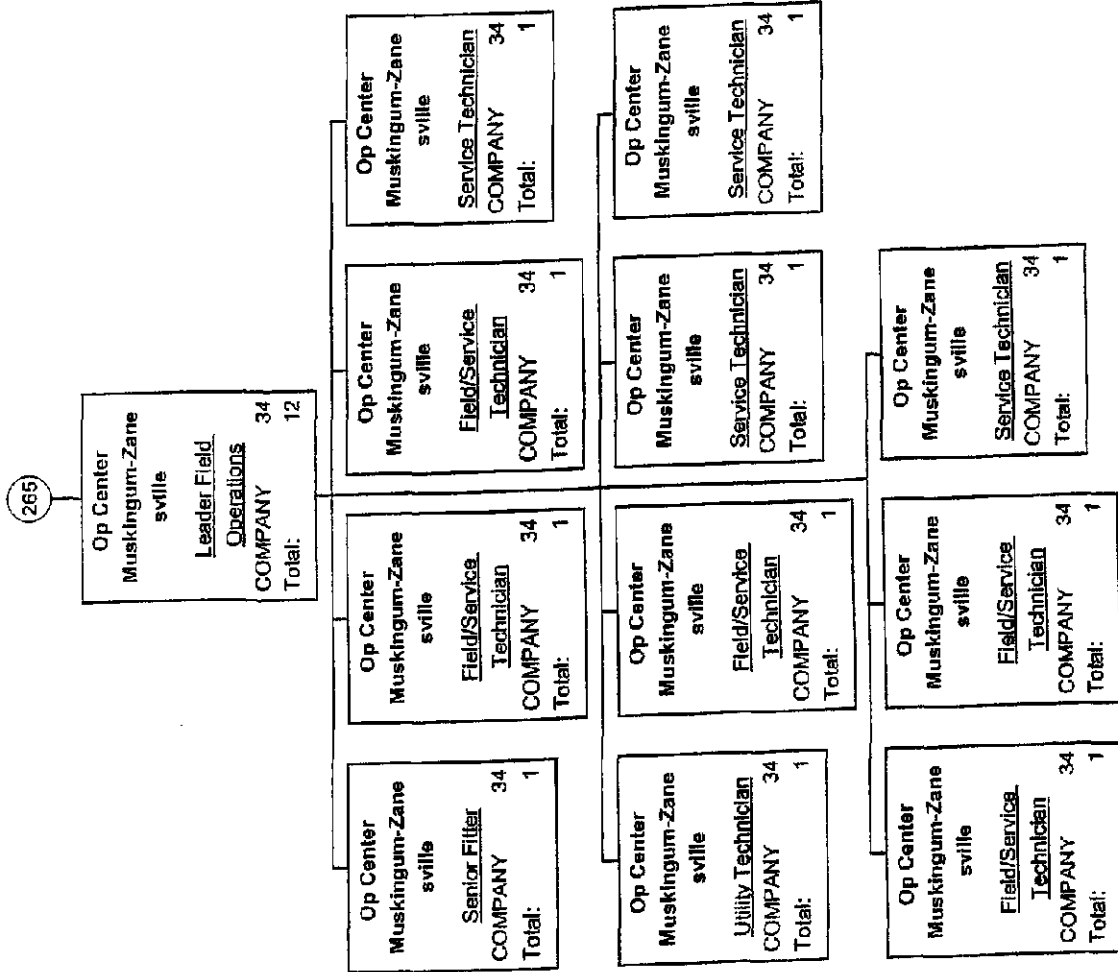 265
Op Center
Muskingum-Zane
sville
Leader Field
Operations
COMPANY 34
Total: 12
Op Center
Muskingum-Zane
sville
Senior Fitter
COMPANY 34
Total: 1
Op Center
Muskingum-Zane
sville
Field/Service
Technician
COMPANY 34
Total: 1
Op Center
Muskingum-Zane
sville
Field/Service
Technician
COMPANY 34
Total: 1
Op Center
Muskingum-Zane
sville
Service Technician
COMPANY 34
Total: 1
Op Center
Muskingum-Zane
sville
Utility Technician
COMPANY 34
Total: 1
Op Center
Muskingum-Zane
sville
Field/Service
Technician
COMPANY 34
Total: 1
Op Center
Muskingum-Zane
sville
Service Technician
COMPANY 34
Total: 1
Op Center
Muskingum-Zane
sville
Service Technician
COMPANY 34
Total: 1
Op Center
Muskingum-Zane
sville
Field/Service
Technician
COMPANY 34
Total: 1
Op Center
Muskingum-Zane
sville
Field/Service
Technician
COMPANY 34
Total: 1
Op Center
Muskingum-Zane
sville
Service Technician
COMPANY 34
Total: 1